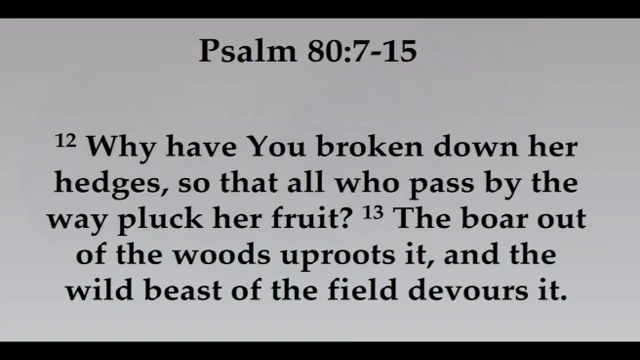 Psalm 80:7-15
12 Why have You broken down her
hedges, so that all who pass by the
way pluck her fruit? 13 The boar out
of the woods uproots it, and the
wild beast of the field devours it.